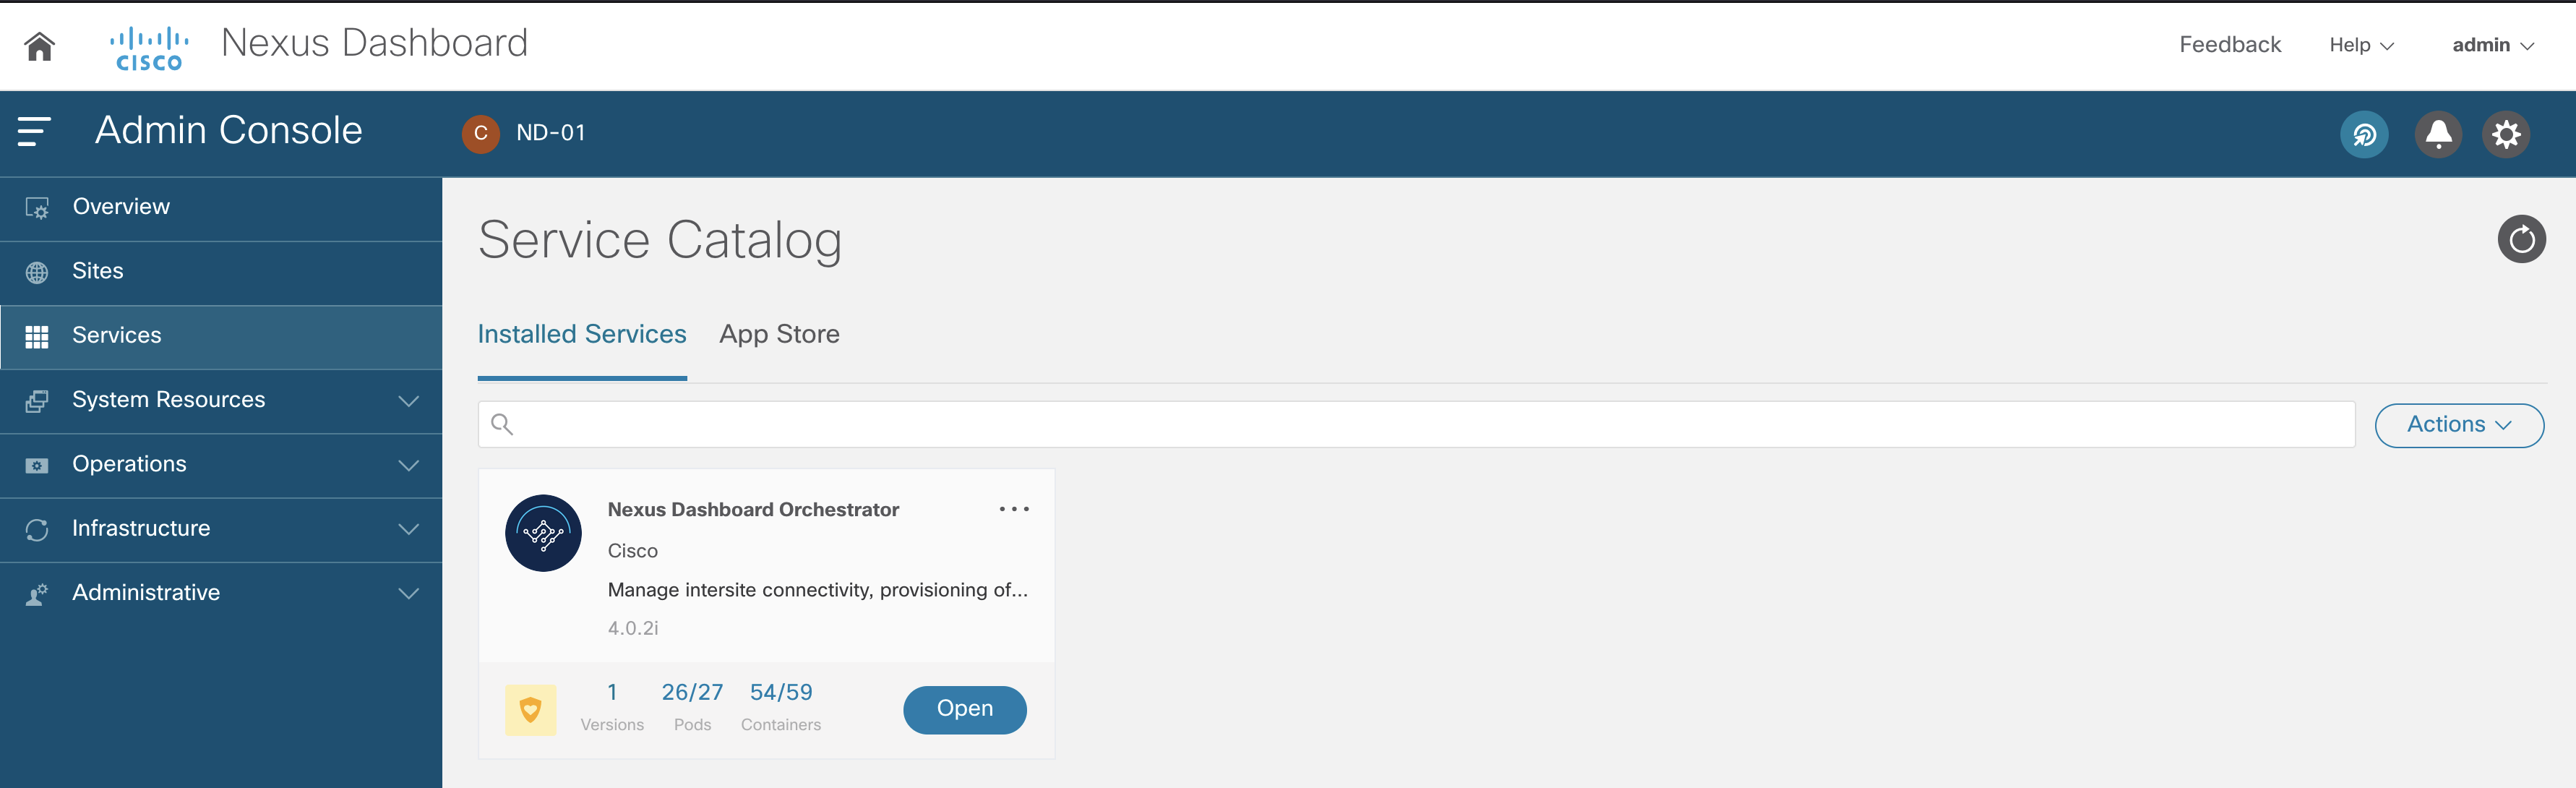 CISCO Nexus Dashboard Feedback Help admin
Admin Console C ND-01
Overview
Sites
Services
System Resources
Operations
Infrastructure
Administrative
Service Catalog
Installed Services App Store
Actions
Nexus Dashboard Orchestrator
Cisco
Manage intersite connectivity, provisioning of...
4.0.2i
1 26/27 54/59
Versions Pods Containers
Open